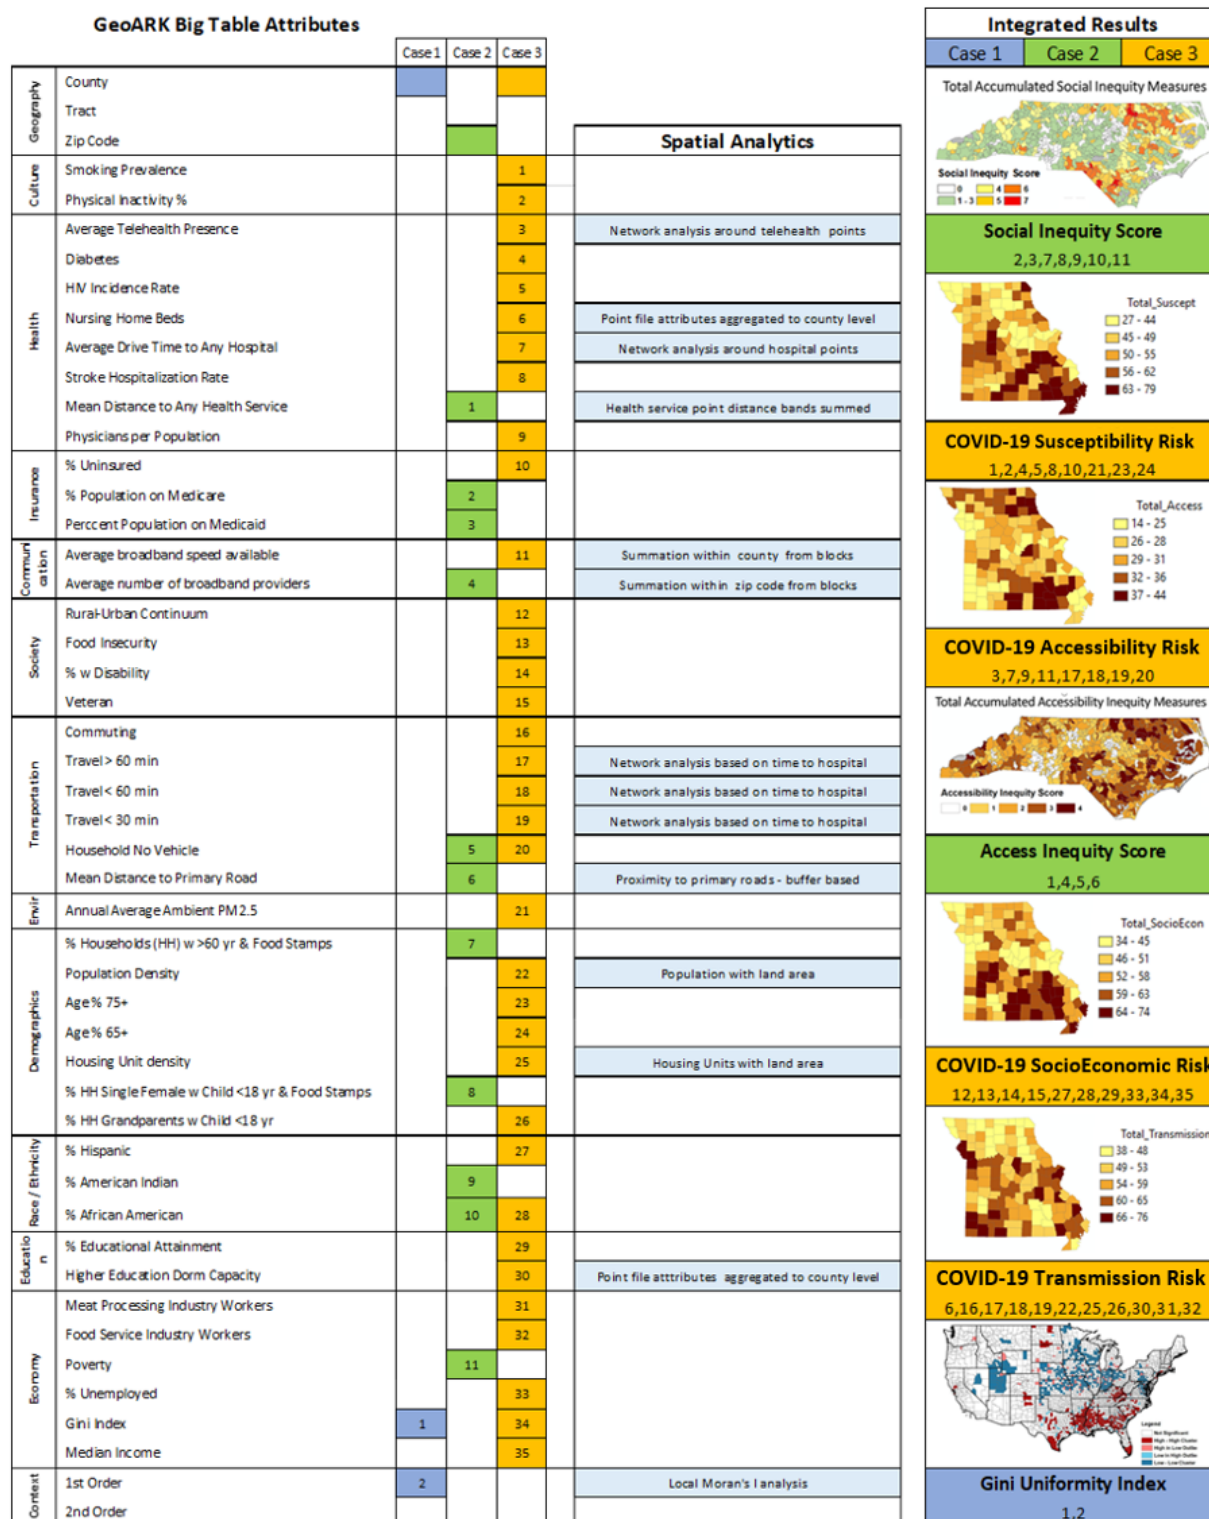 GeoARK Big Table Attributes
Case 1 Case 2 Case 3
Geography
County
Tract
Zip Code
Culture
Smoking Prevalence 1
Physical Inactivity % 2
Health
Average Telehealth Presence 3
Diabetes 4
HIV Incidence Rate 5
Nursing Home Beds 6
Average Drive Time to Any Hospital 7
Stroke Hospitalization Rate 8
Mean Distance to Any Health Service 1
Physicians per Population 9
Insurance
% Uninsured 10
% Population on Medicare 2
Perccent Population on Medicaid 3
Communi
cation
Average broadband speed available 11
Average number of broadband providers 4
Society
Rural-Urban Continuum 12
Food Insecurity 13
% w Disability 14
Veteran 15
Transportation
Commuting 16
Travel > 60 min 17
Travel < 60 min 18
Travel < 30 min 19
Household No Vehicle 5 20
Mean Distance to Primary Road 6
Envir
Annual Average Ambient PM2.5 21
Demographics
% Households (HH) w >60 yr & Food Stamps 7
Population Density 22
Age % 75+ 23
Age % 65+ 24
Housing Unit density 25
% HH Single Female w Child <18 yr & Food Stamps 8
% HH Grandparents w Child <18 yr 26
Race / Ethnicity
% Hispanic 27
% American Indian 9
% African American 10 28
Educatio
n
% Educational Attainment 29
Higher Education Dorm Capacity 30
Economy
Meat Processing Industry Workers 31
Food Service Industry Workers 32
Poverty 11
% Unemployed 33
Gini Index 1 34
Median Income 35
Context
1st Order 2
2nd Order
Spatial Analytics
Network analysis around telehealth points
Point file attributes aggregated to county level
Network analysis around hospital points
Health service point distance bands summed
Summation within county from blocks
Summation within zip code from blocks
Network analysis based on time to hospital
Network analysis based on time to hospital
Network analysis based on time to hospital
Proximity to primary roads - buffer based
Population with land area
Housing Units with land area
Point file atttributes aggregated to county level
Local Moran's I analysis
Integrated Results
Case 1 Case 2 Case 3
Total Accumulated Social Inequity Measures
Social Inequity Score
0 4 6
1 - 3 5 7
Social Inequity Score
2,3,7,8,9,10,11
Total_Suscept
27 - 44
45 - 49
50 - 55
56 - 62
63 - 79
COVID-19 Susceptibility Risk
1,2,4,5,8,10,21,23,24
Total_Access
14 - 25
26 - 28
29 - 31
32 - 36
37 - 44
COVID-19 Accessibility Risk
3,7,9,11,17,18,19,20
Total Accumulated Accessibility Inequity Measures
Accessibility Inequity Score
0 1 2 3 4
Access Inequity Score
1,4,5,6
Total_SocioEcon
34 - 45
46 - 51
52 - 58
59 - 63
64 - 74
COVID-19 SocioEconomic Risk
12,13,14,15,27,28,29,33,34,35
Total_Transmission
38 - 48
49 - 53
54 - 59
60 - 65
66 - 76
COVID-19 Transmission Risk
6,16,17,18,19,22,25,26,30,31,32
Legend
Not Significant
High - High Cluster
High in Low Outlier
Low in High Outlier
Low - Low Cluster
Gini Uniformity Index
1,2